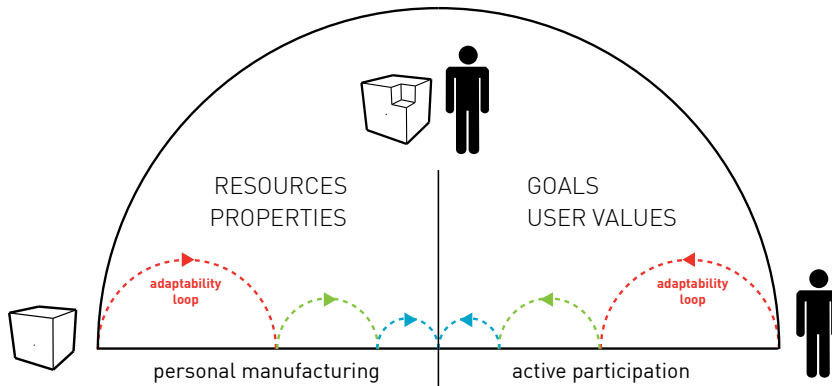 RESOURCES
PROPERTIES
GOALS
USER VALUES
adaptability
loop
adaptability
loop
personal manufacturing
active participation